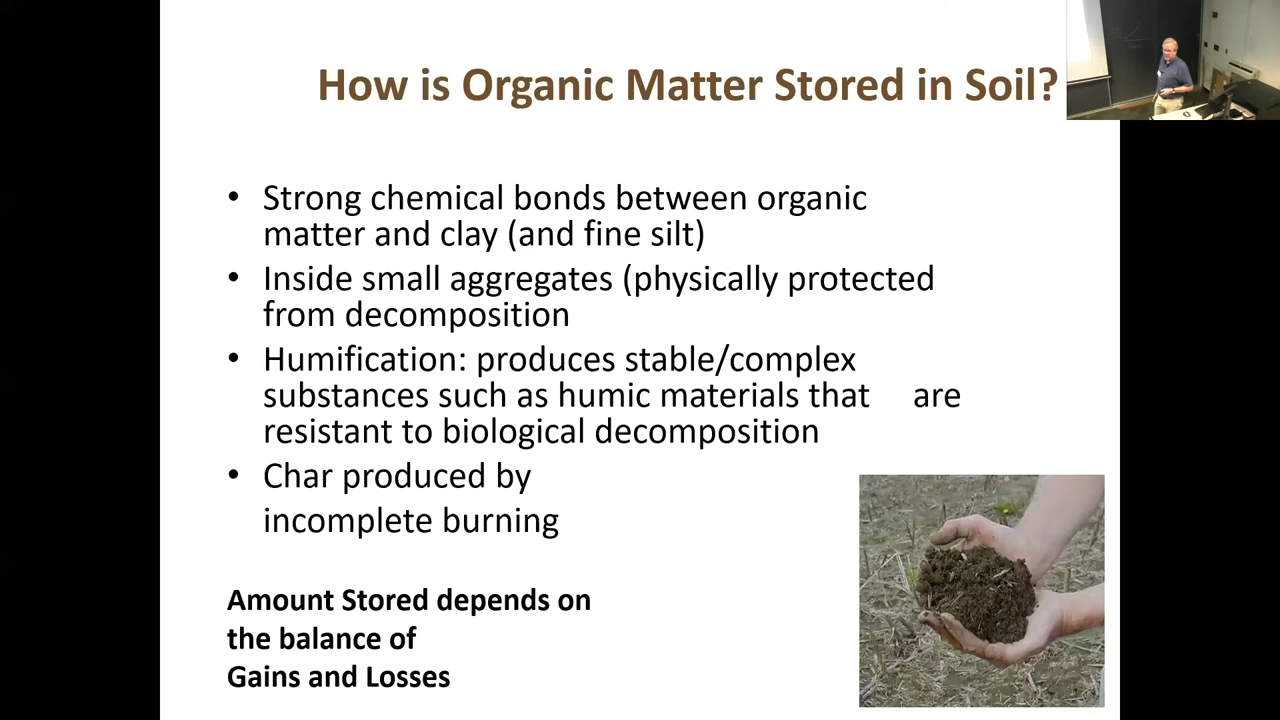 How is Organic Matter Stored in Soil?
• Strong chemical bonds between organic
matter and clay (and fine silt)
• Inside small aggregates (physically protected
from decomposition
• Humification: produces stable/complex
substances such as humic materials that are
resistant to biological decomposition
• Char produced by
incomplete burning
Amount Stored depends on
the balance of
Gains and Losses